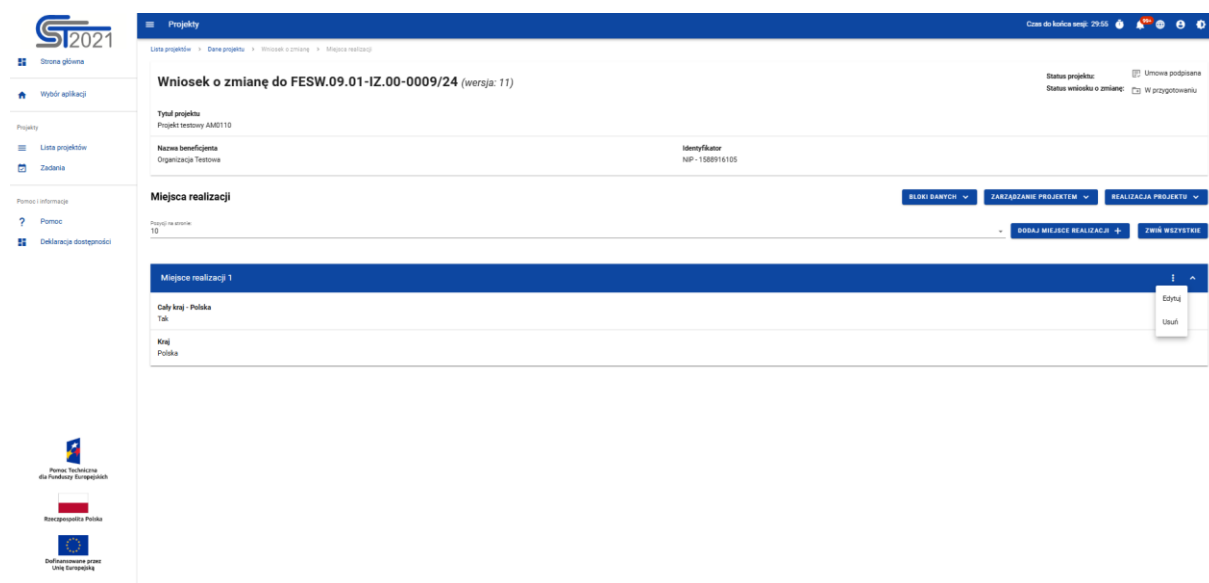 ST2021
Projekty
Czas do końca sesji: 29:55
99+
Lista projektów > Dane projektu > Wniosek o zmianę > Miejsca realizacji
Strona główna
Wybór aplikacji
Projekty
Lista projektów
Zadania
Pomoc i informacje
? Pomoc
Deklaracja dostępności
Wniosek o zmianę do FESW.09.01-IZ.00-0009/24 (wersja: 11)
Status projektu: Umowa podpisana
Status wniosku o zmianę: W przygotowaniu
Tytuł projektu
Projekt testowy AM0110
Nazwa beneficjenta
Organizacja Testowa
Identyfikator
NIP - 1588916105
Miejsca realizacji
BLOKI DANYCH
ZARZĄDZANIE PROJEKTEM
REALIZACJA PROJEKTU
Pozycji na stronie:
10
DODAJ MIEJSCE REALIZACJI +
ZWIŃ WSZYSTKIE
Miejsce realizacji 1
Edytuj
Usuń
Cały kraj - Polska
Tak
Kraj
Polska
Pomoc Techniczna
dla Funduszy Europejskich
Rzeczpospolita Polska
Dofinansowane przez
Unię Europejską